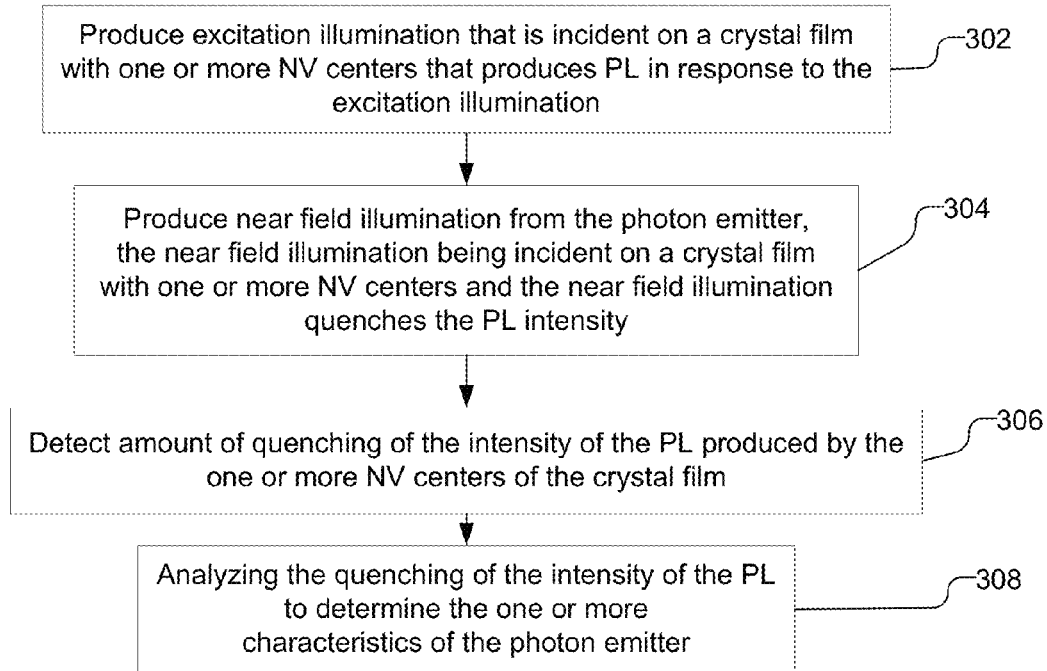 Produce excitation illumination that is incident on a crystal film
with one or more NV centers that produces PL in response to the
excitation illumination
302
Produce near field illumination from the photon emitter,
the near field illumination being incident on a crystal film
with one or more NV centers and the near field illumination
quenches the PL intensity
304
Detect amount of quenching of the intensity of the PL produced by the
one or more NV centers of the crystal film
306
Analyzing the quenching of the intensity of the PL
to determine the one or more
characteristics of the photon emitter
308